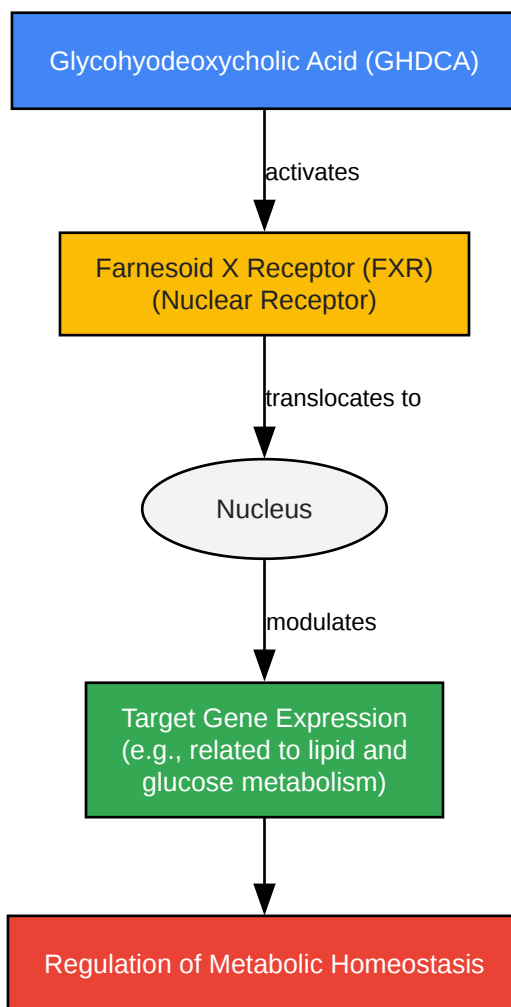 Glycohyodeoxycholic Acid (GHDCA)
activates
Farnesoid X Receptor (FXR)
(Nuclear Receptor)
translocates to
Nucleus
modulates
Target Gene Expression
(e.g., related to lipid and
glucose metabolism)
Regulation of Metabolic Homeostasis